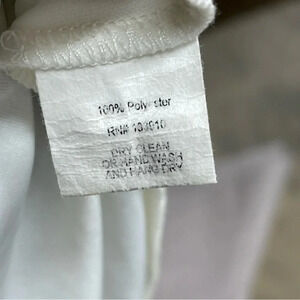 100% Polyester
RN#
DRY CLEAN
OR HAND WASH
AND HANG DRY